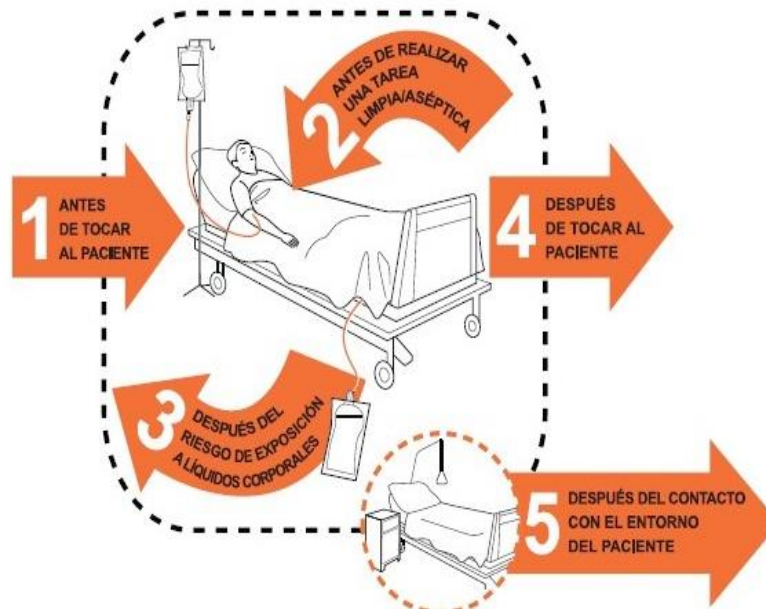 1 ANTES
DE TOCAR
AL PACIENTE
2 ANTES DE REALIZAR
UNA TAREA
LIMPIA/ASÉPTICA
3 DESPUÉS DEL
RIESGO DE EXPOSICIÓN
A LÍQUIDOS CORPORALES
4 DESPUÉS
DE TOCAR AL
PACIENTE
5 DESPUÉS DEL CONTACTO
CON EL ENTORNO
DEL PACIENTE